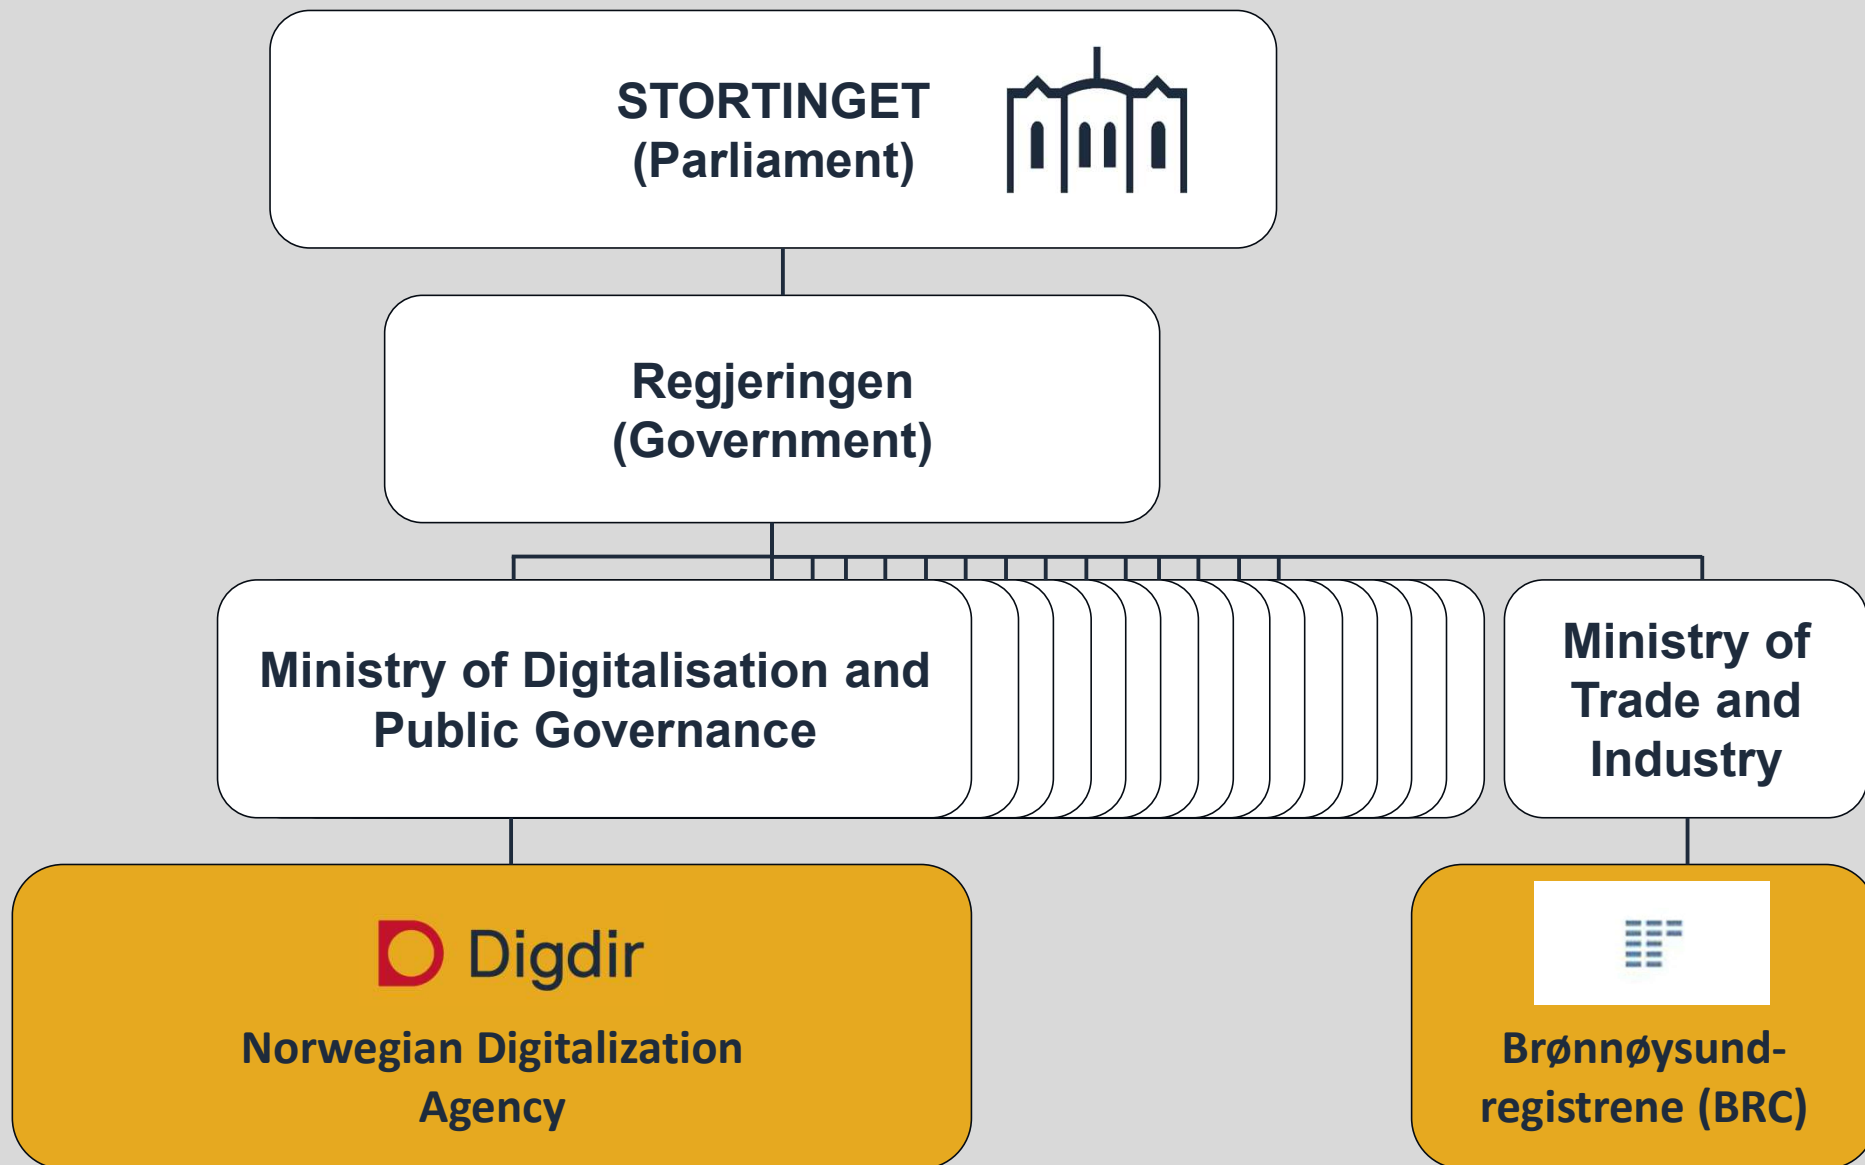 STORTINGET
(Parliament)
Regjeringen
(Government)
Ministry of Digitalisation and
Public Governance
Ministry of
Trade and
Industry
Digdir
Norwegian Digitalization
Agency
Brønnøysund-
registrene (BRC)